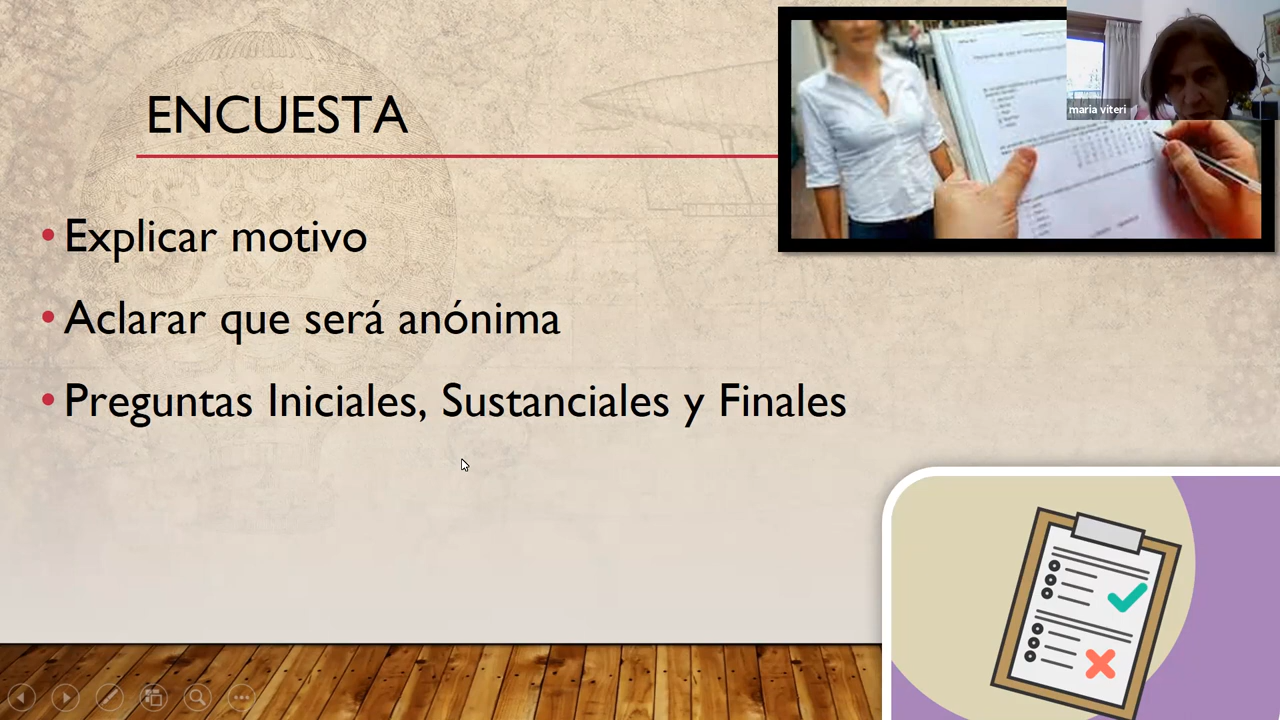 ENCUESTA
maria viteri
• Explicar motivo
• Aclarar que será anónima
• Preguntas Iniciales, Sustanciales y Finales